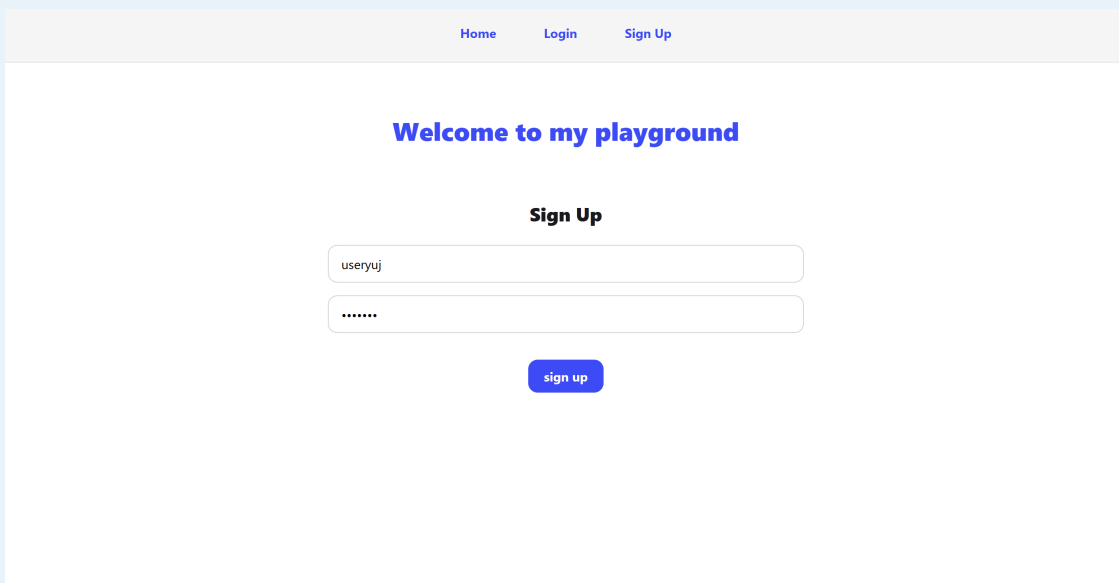 Home Login Sign Up
Welcome to my playground
Sign Up
useryuj
•••••••
sign up